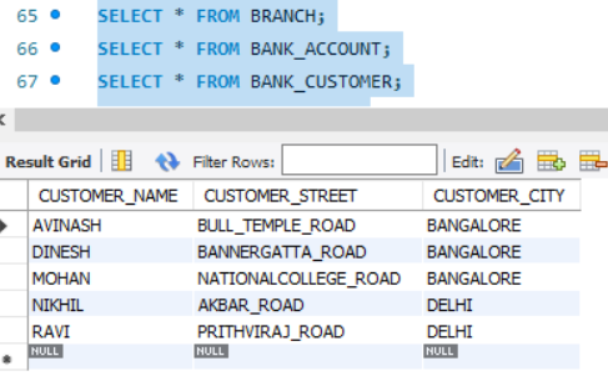 65 SELECT * FROM BRANCH;
66 SELECT * FROM BANK_ACCOUNT;
67 SELECT * FROM BANK_CUSTOMER;
Result Grid Filter Rows: Edit:
CUSTOMER_NAME CUSTOMER_STREET CUSTOMER_CITY
AVINASH BULL_TEMPLE_ROAD BANGALORE
DINESH BANNERGATTA_ROAD BANGALORE
MOHAN NATIONALCOLLEGE_ROAD BANGALORE
NIKHIL AKBAR_ROAD DELHI
RAVI PRITHVIRAJ_ROAD DELHI
NULL NULL NULL